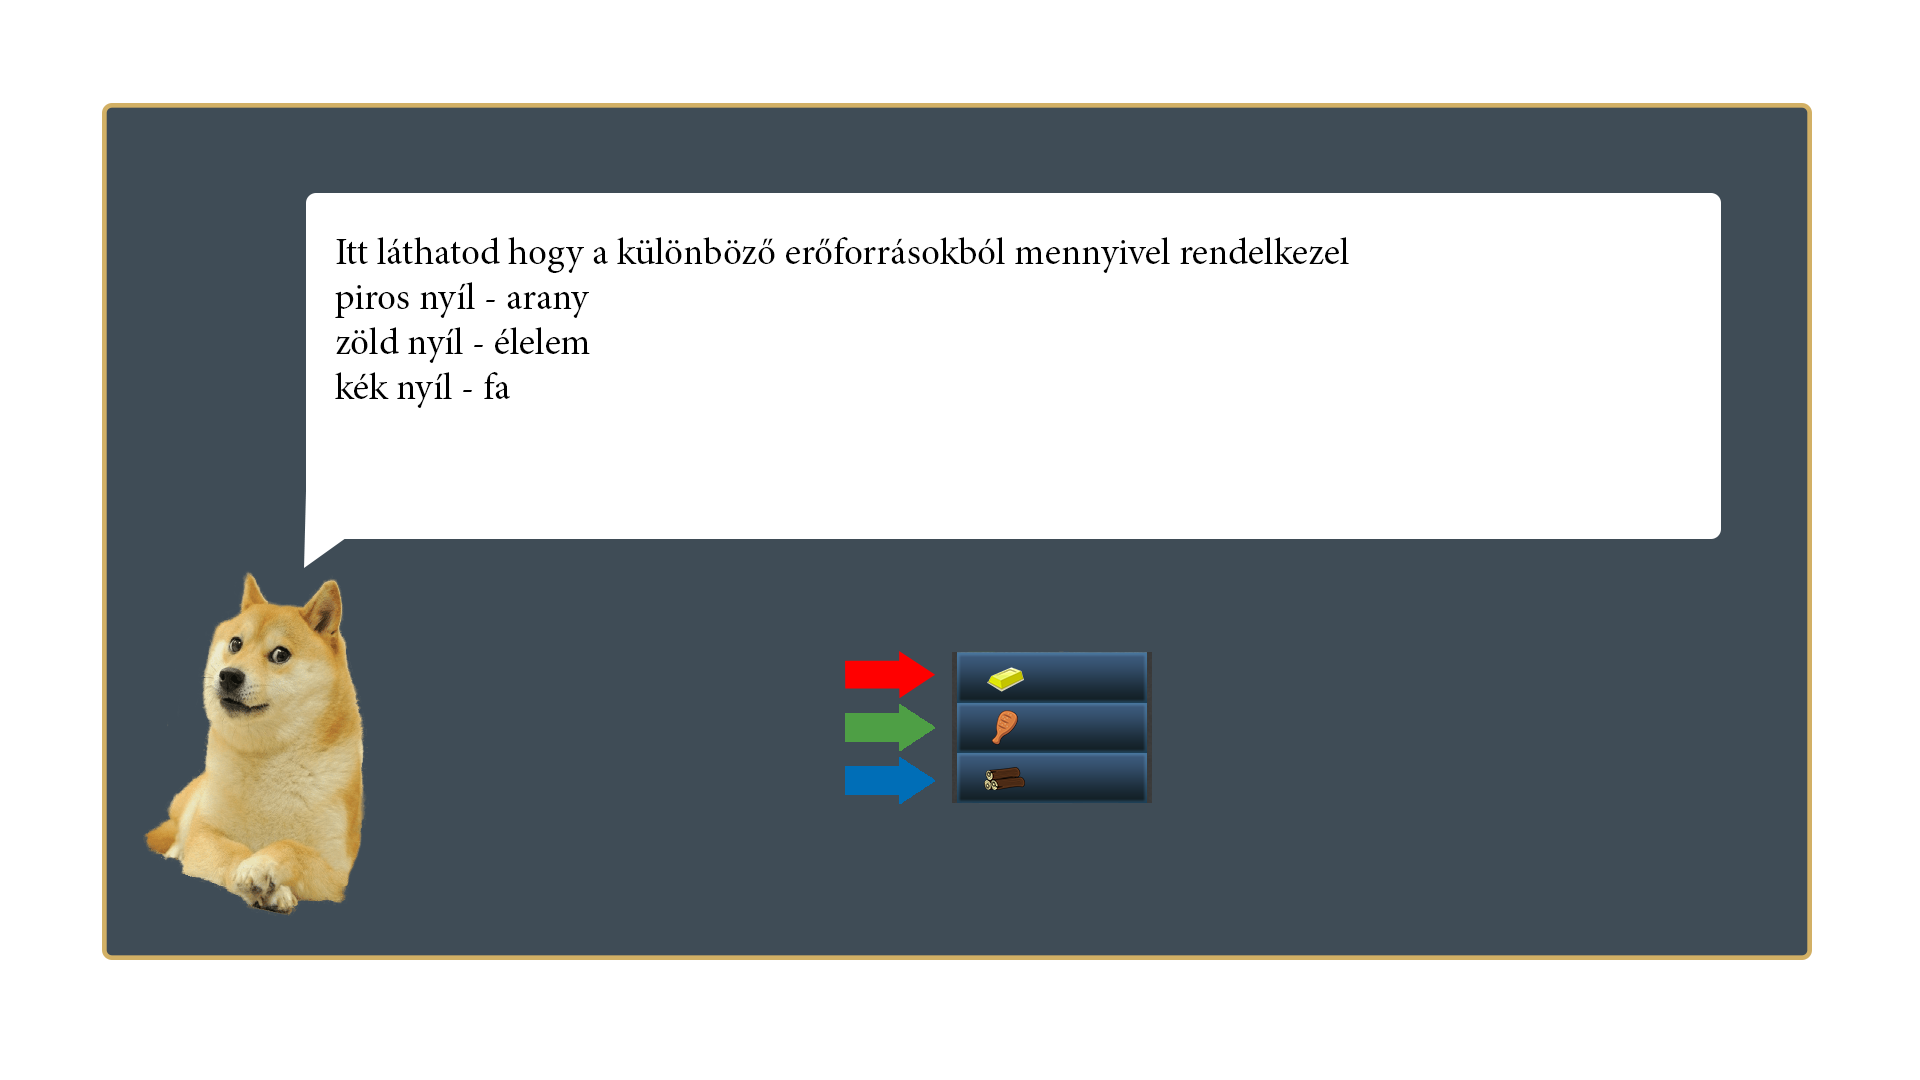 Itt láthatod hogy a különböző erőforrásokból mennyivel rendelkezel
piros nyíl - arany
zöld nyíl - élelem
kék nyíl - fa